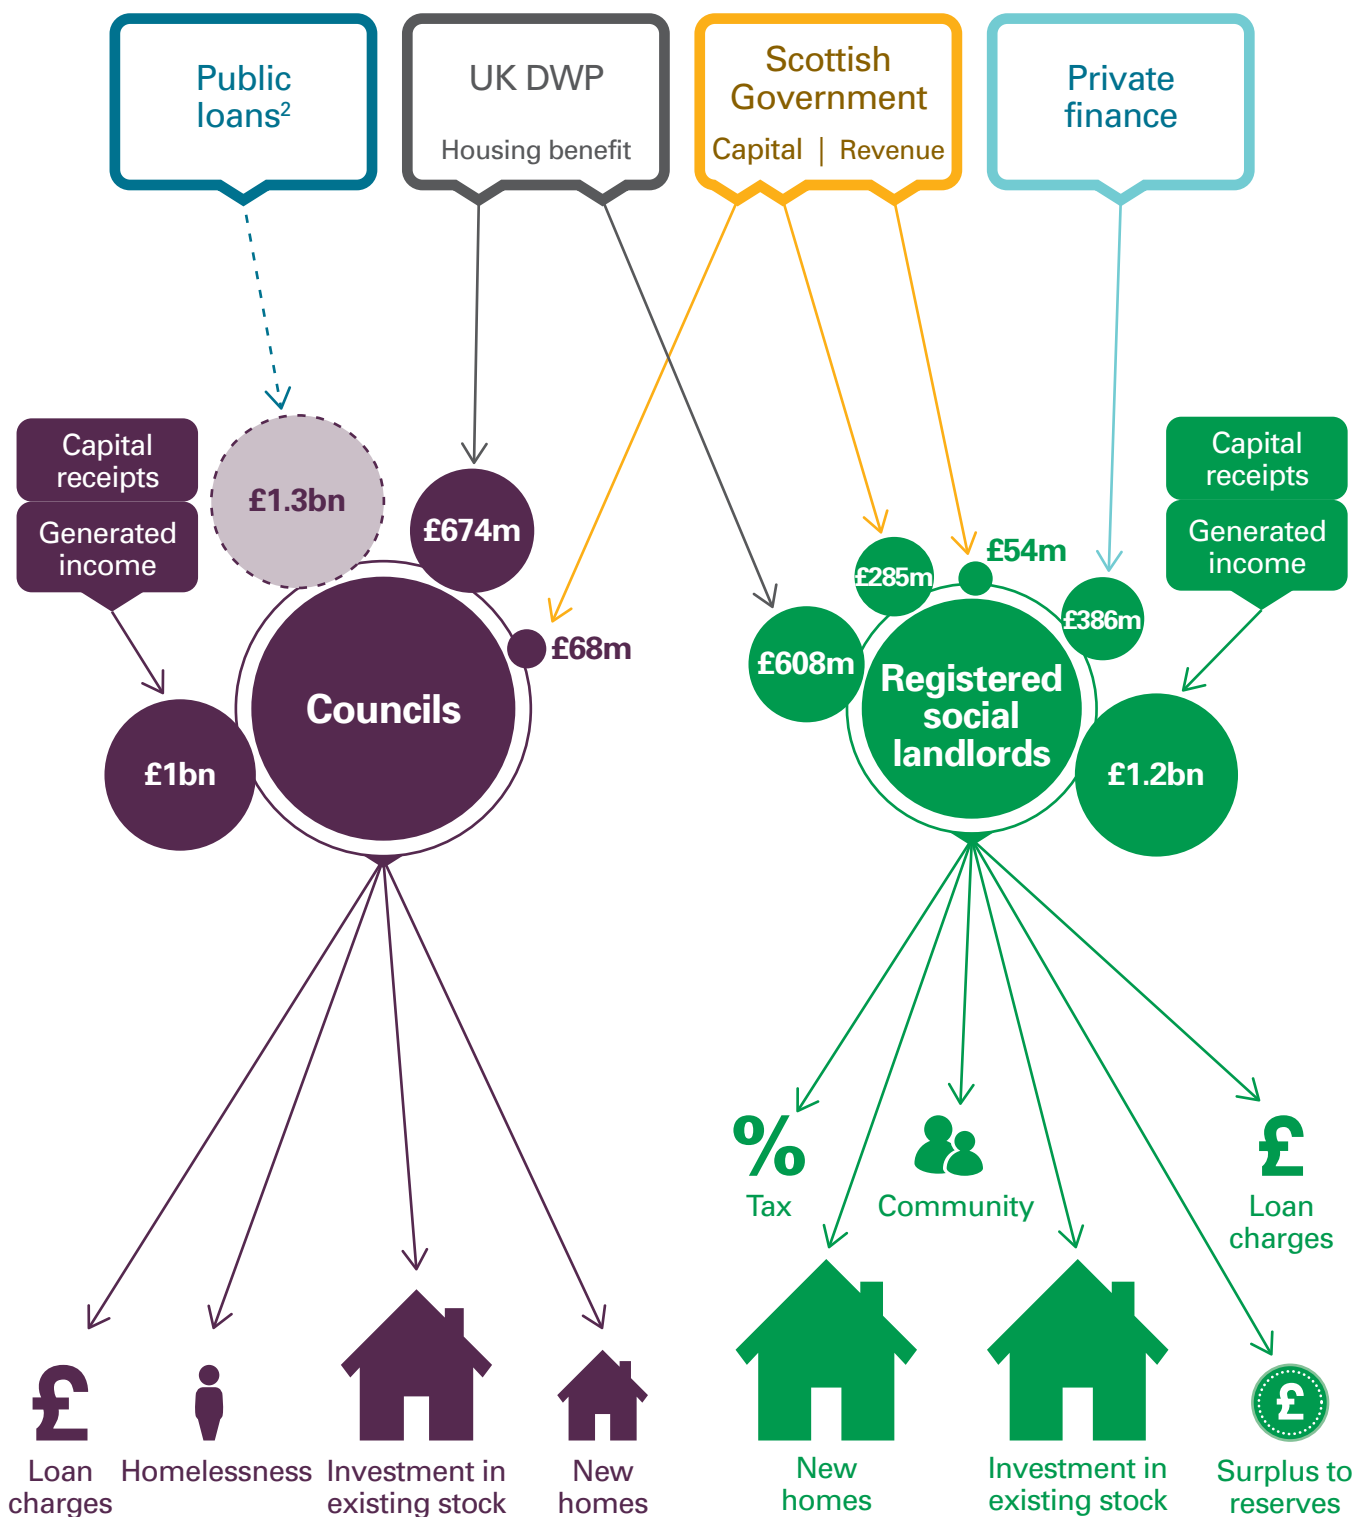 Public
loans²
UK DWP
Housing benefit
Scottish
Government
Capital | Revenue
Private
finance
Capital
receipts
Generated
income
£1.3bn
£674m
£68m
£1bn
Councils
£285m
£54m
£386m
£608m
Registered
social
landlords
£1.2bn
Capital
receipts
Generated
income
%
Tax
Community
£
Loan
charges
£
Loan
charges
Homelessness
Investment in
existing stock
New
homes
New
homes
Investment in
existing stock
£
Surplus to
reserves